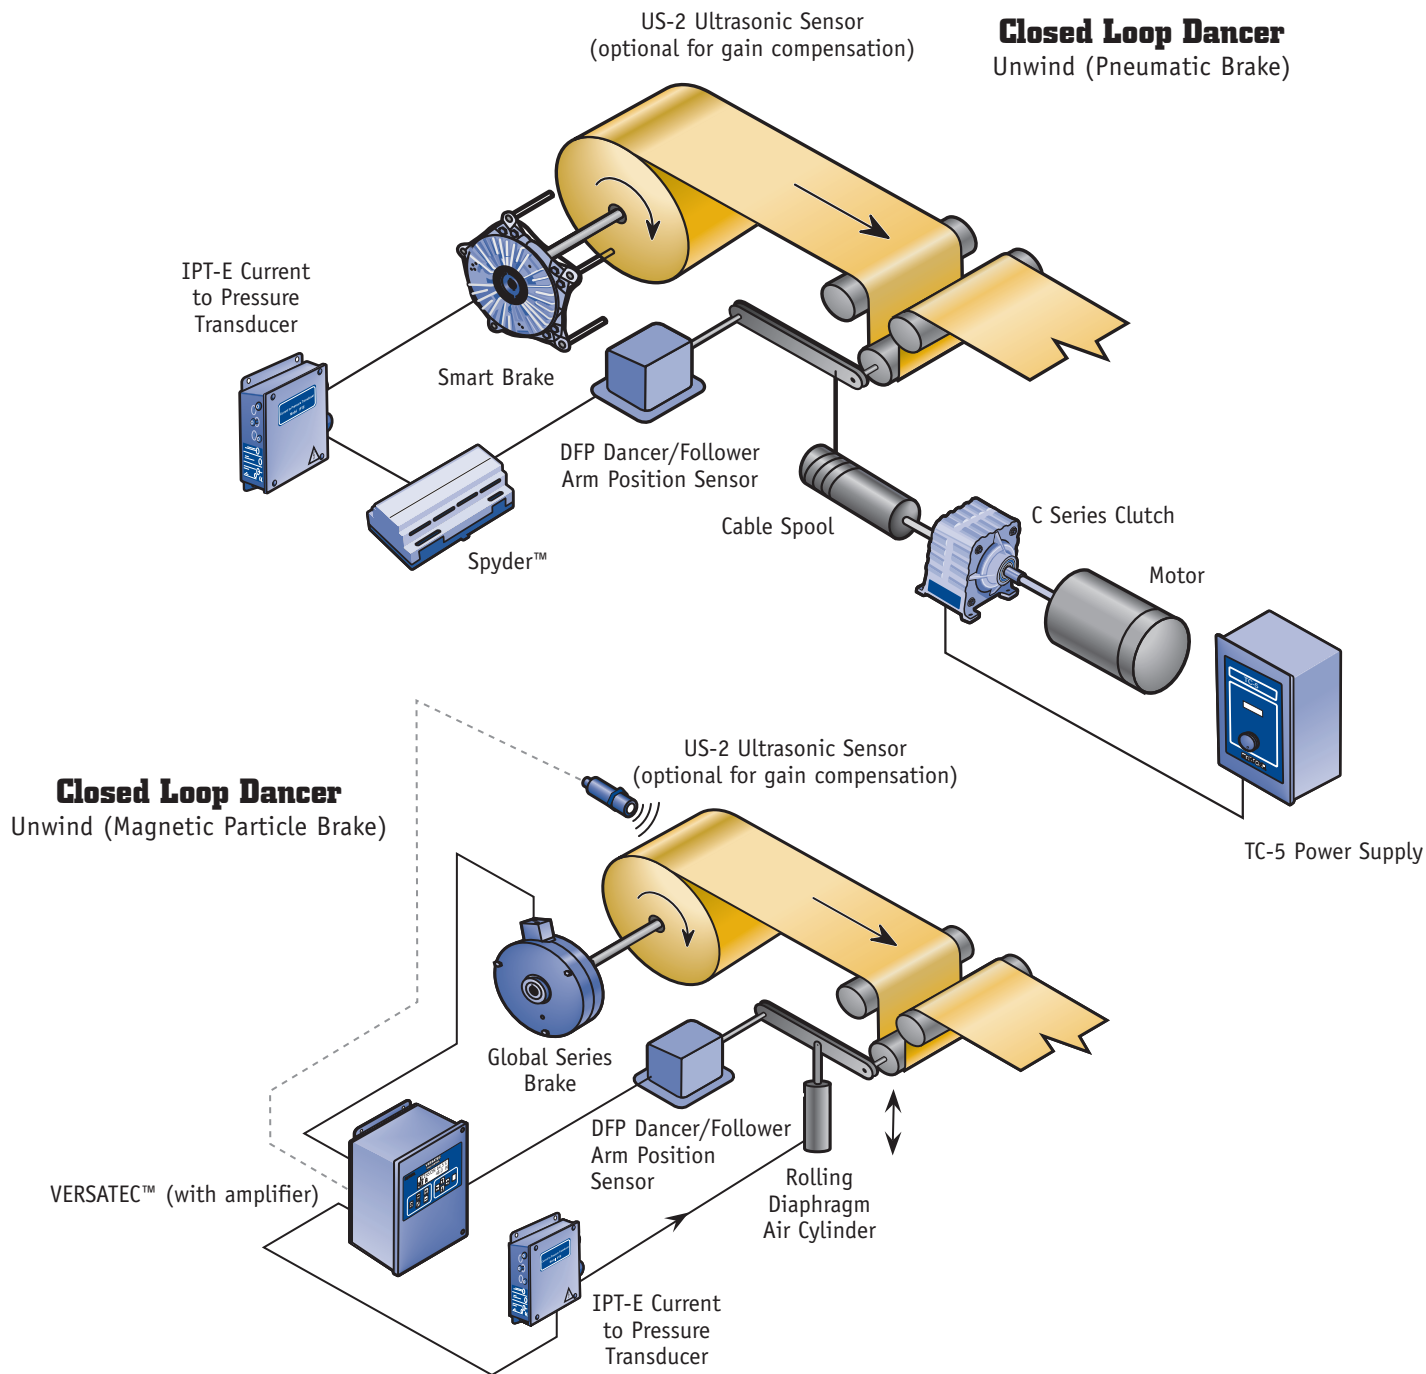 US-2 Ultrasonic Sensor
(optional for gain compensation)
Closed Loop Dancer
Unwind (Pneumatic Brake)
IPT-E Current
to Pressure
Transducer
Smart Brake
DFP Dancer/Follower
Arm Position Sensor
Spyder™
Cable Spool
C Series Clutch
Motor
TC-5
TC-5 Power Supply
Closed Loop Dancer
Unwind (Magnetic Particle Brake)
US-2 Ultrasonic Sensor
(optional for gain compensation)
Global Series
Brake
DFP Dancer/Follower
Arm Position
Sensor
Rolling
Diaphragm
Air Cylinder
VERSATEC™ (with amplifier)
IPT-E Current
to Pressure
Transducer